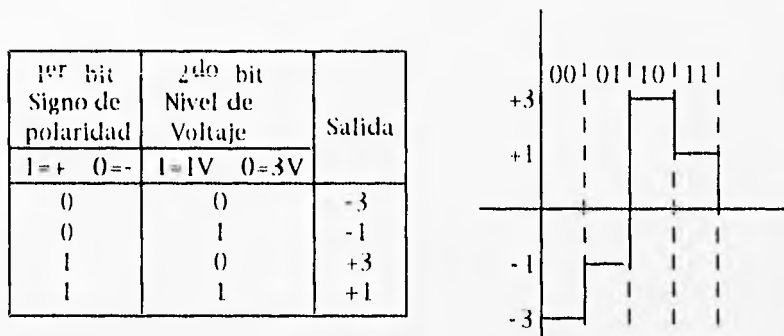 1er bit 2do bit
Signo de Nivel de
polaridad Voltaje Salida
1=+ 0=- 1=1V 0=3V
0 0 -3
0 1 -1
1 0 +3
1 1 +1
00 01 10 11
+3
+1
-1
-3